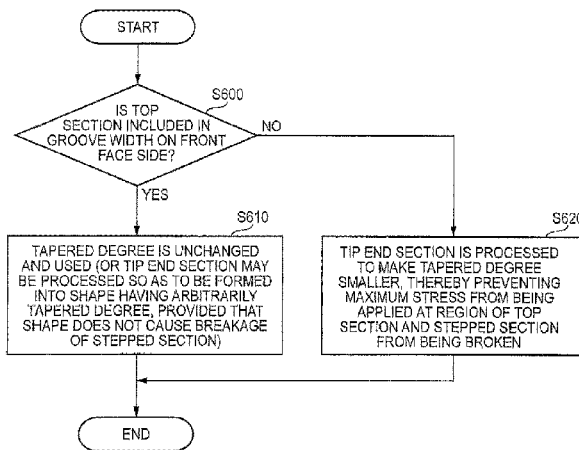 START
S600
IS TOP
SECTION INCLUDED IN
GROOVE WIDTH ON FRONT
FACE SIDE?
NO
YES
S610
TAPERED DEGREE IS UNCHANGED
AND USED (OR TIP END SECTION MAY
BE PROCESSED SO AS TO BE FORMED
INTO SHAPE HAVING ARBITRARILY
TAPERED DEGREE, PROVIDED THAT
SHAPE DOES NOT CAUSE BREAKAGE
OF STEPPED SECTION)
S620
TIP END SECTION IS PROCESSED
TO MAKE TAPERED DEGREE
SMALLER, THEREBY PREVENTING
MAXIMUM STRESS FROM BEING
APPLIED AT REGION OF TOP
SECTION AND STEPPED SECTION
FROM BEING BROKEN
END